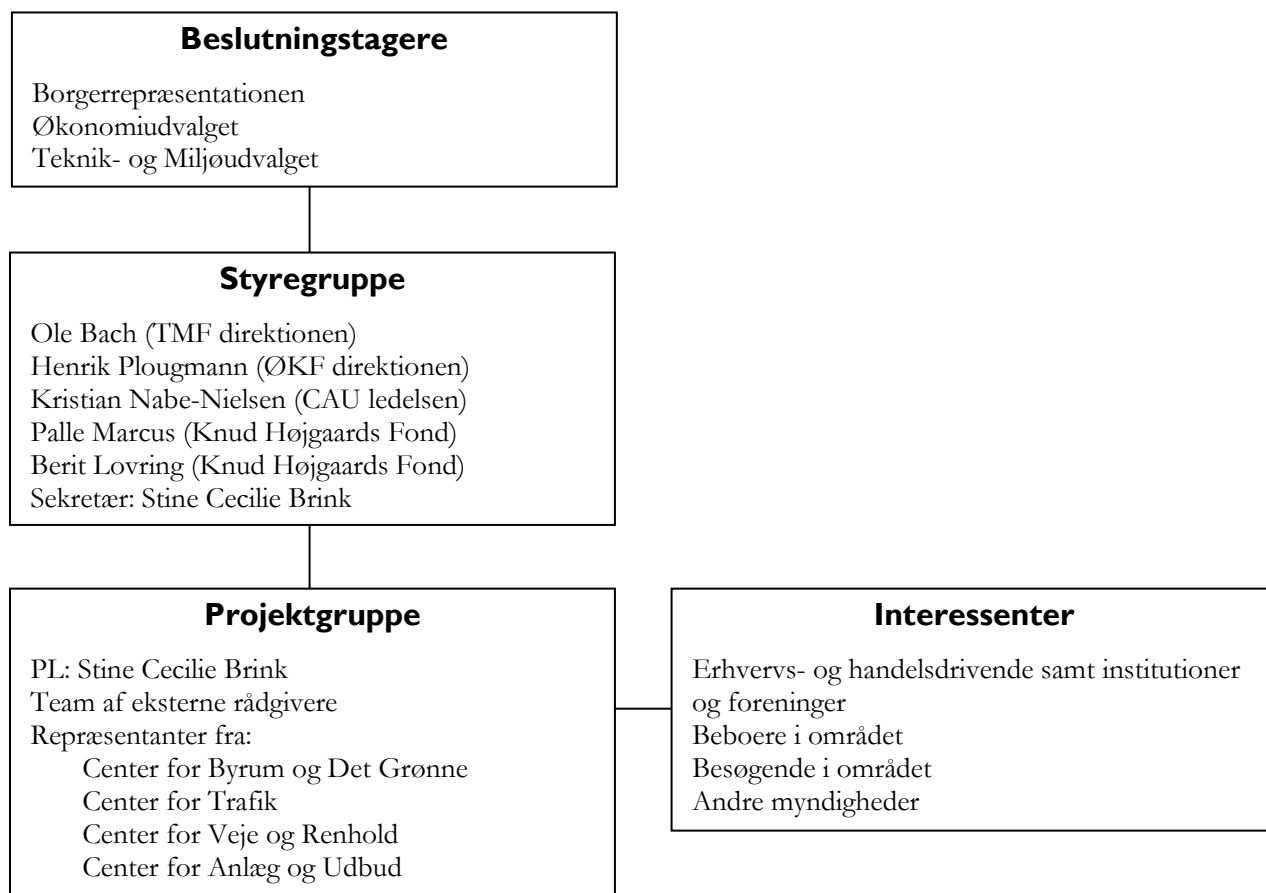 Beslutningstagere
Borgerrepræsentationen
Økonomiudvalget
Teknik- og Miljøudvalget
Styregruppe
Ole Bach (TMF direktionen)
Henrik Plougmann (ØKF direktionen)
Kristian Nabe-Nielsen (CAU ledelsen)
Palle Marcus (Knud Højgaards Fond)
Berit Lovring (Knud Højgaards Fond)
Sekretær: Stine Cecilie Brink
Projektgruppe
PL: Stine Cecilie Brink
Team af eksterne rådgivere
Repræsentanter fra:
Center for Byrum og Det Grønne
Center for Trafik
Center for Veje og Renhold
Center for Anlæg og Udbud
Interessenter
Erhvervs- og handelsdrivende samt institutioner
og foreninger
Beboere i området
Besøgende i området
Andre myndigheder